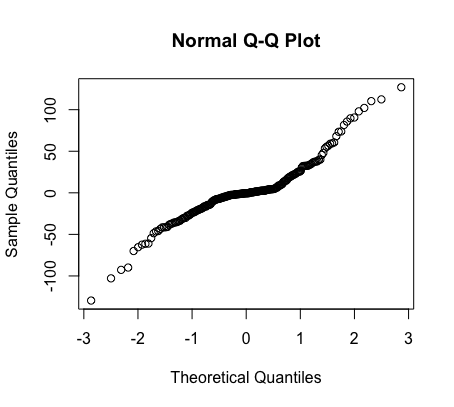 Normal Q-Q Plot
Sample Quantiles
100
50
0
-50
-100
-3 -2 -1 0 1 2 3
Theoretical Quantiles